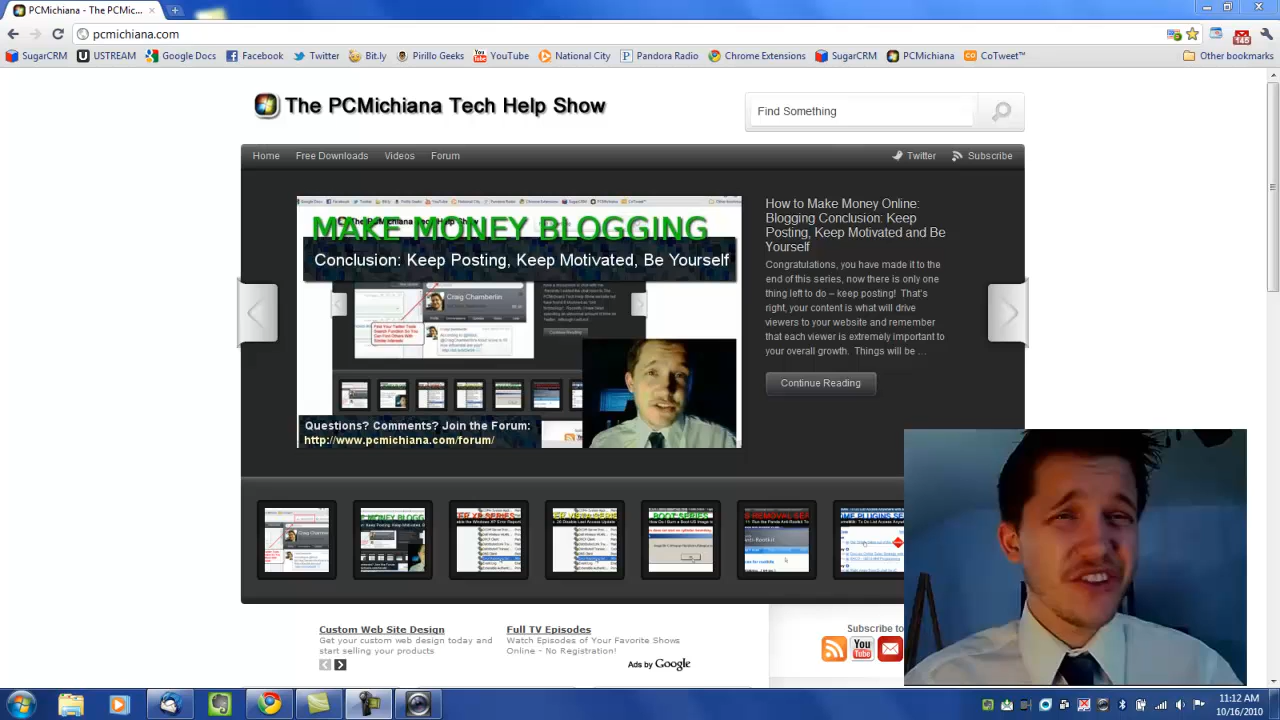 PCMichiana - The PCMic...
pcmichiana.com
145
SugarCRM USTREAM Google Docs Facebook Twitter Bit.ly Pirillo Geeks YouTube National City Pandora Radio Chrome Extensions SugarCRM PCMichiana CoTweet™ Other bookmarks
The PCMichiana Tech Help Show
Find Something
Home Free Downloads Videos Forum Twitter Subscribe
MAKE MONEY BLOGGING
Conclusion: Keep Posting, Keep Motivated, Be Yourself
Craig Chamberlin
Questions? Comments? Join the Forum:
http://www.pcmichiana.com/forum/
How to Make Money Online:
Blogging Conclusion: Keep
Posting, Keep Motivated and Be
Yourself
Congratulations, you have made it to the
end of this series, now there is only one
thing left to do – keep posting! That's
right, your content is what will drive
viewers to your website and remember
that each viewer is extremely important to
your overall growth. Things will be …
Continue Reading
Custom Web Site Design
Get your custom web design today and
start selling your products
Full TV Episodes
Watch Episodes of Your Favorite Shows
Online - No Registration!
Ads by Google
Subscribe to
You
Tube
11:12 AM
10/16/2010